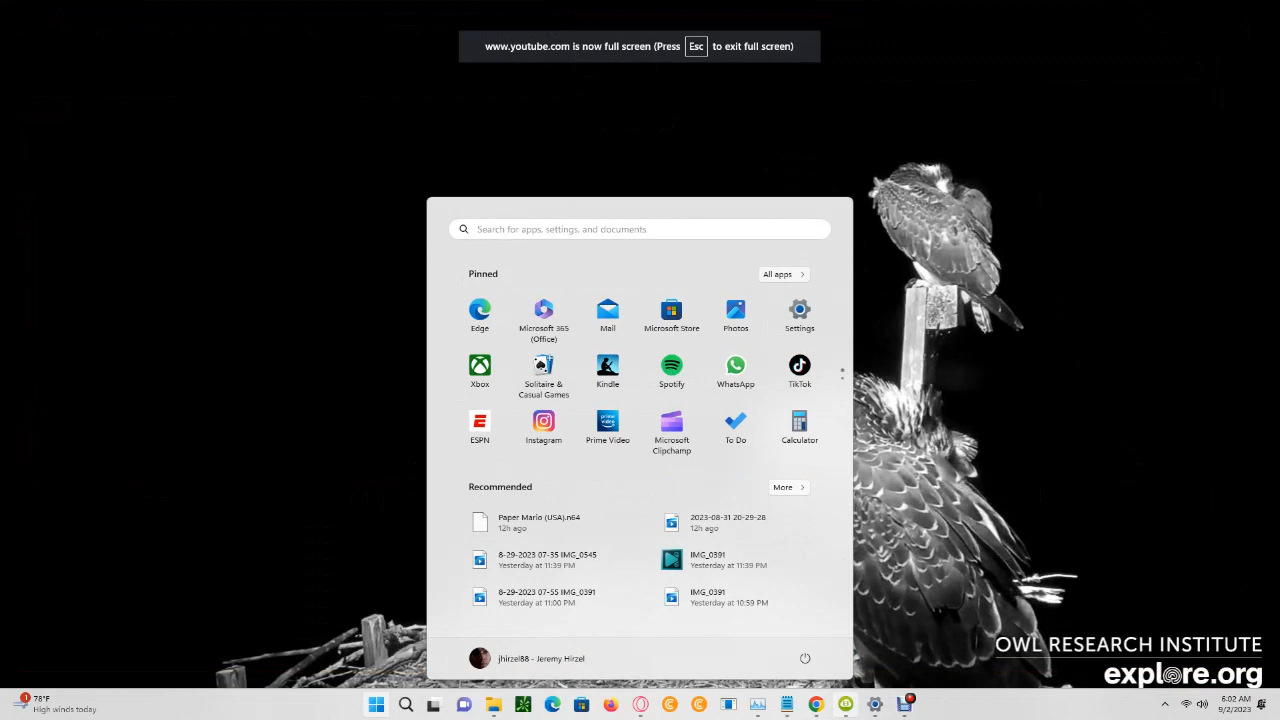 www.youtube.com is now full screen (Press Esc to exit full screen)
Search for apps, settings, and documents
Pinned
All apps
Edge
Microsoft 365 (Office)
Mail
Microsoft Store
Photos
Settings
Xbox
Solitaire & Casual Games
Kindle
Spotify
WhatsApp
TikTok
ESPN
Instagram
Prime Video
Microsoft Clipchamp
To Do
Calculator
Recommended
More
Paper Mario (USA).n64
12h ago
2023-08-31 20-29-28
12h ago
8-29-2023 07-35 IMG_0545
Yesterday at 11:39 PM
IMG_0391
Yesterday at 11:39 PM
8-29-2023 07-55 IMG_0391
Yesterday at 11:00 PM
IMG_0391
Yesterday at 10:59 PM
jhirzel88 - Jeremy Hirzel
OWL RESEARCH INSTITUTE
explore.org
1
78°F
High winds today
6:02 AM
9/2/2023